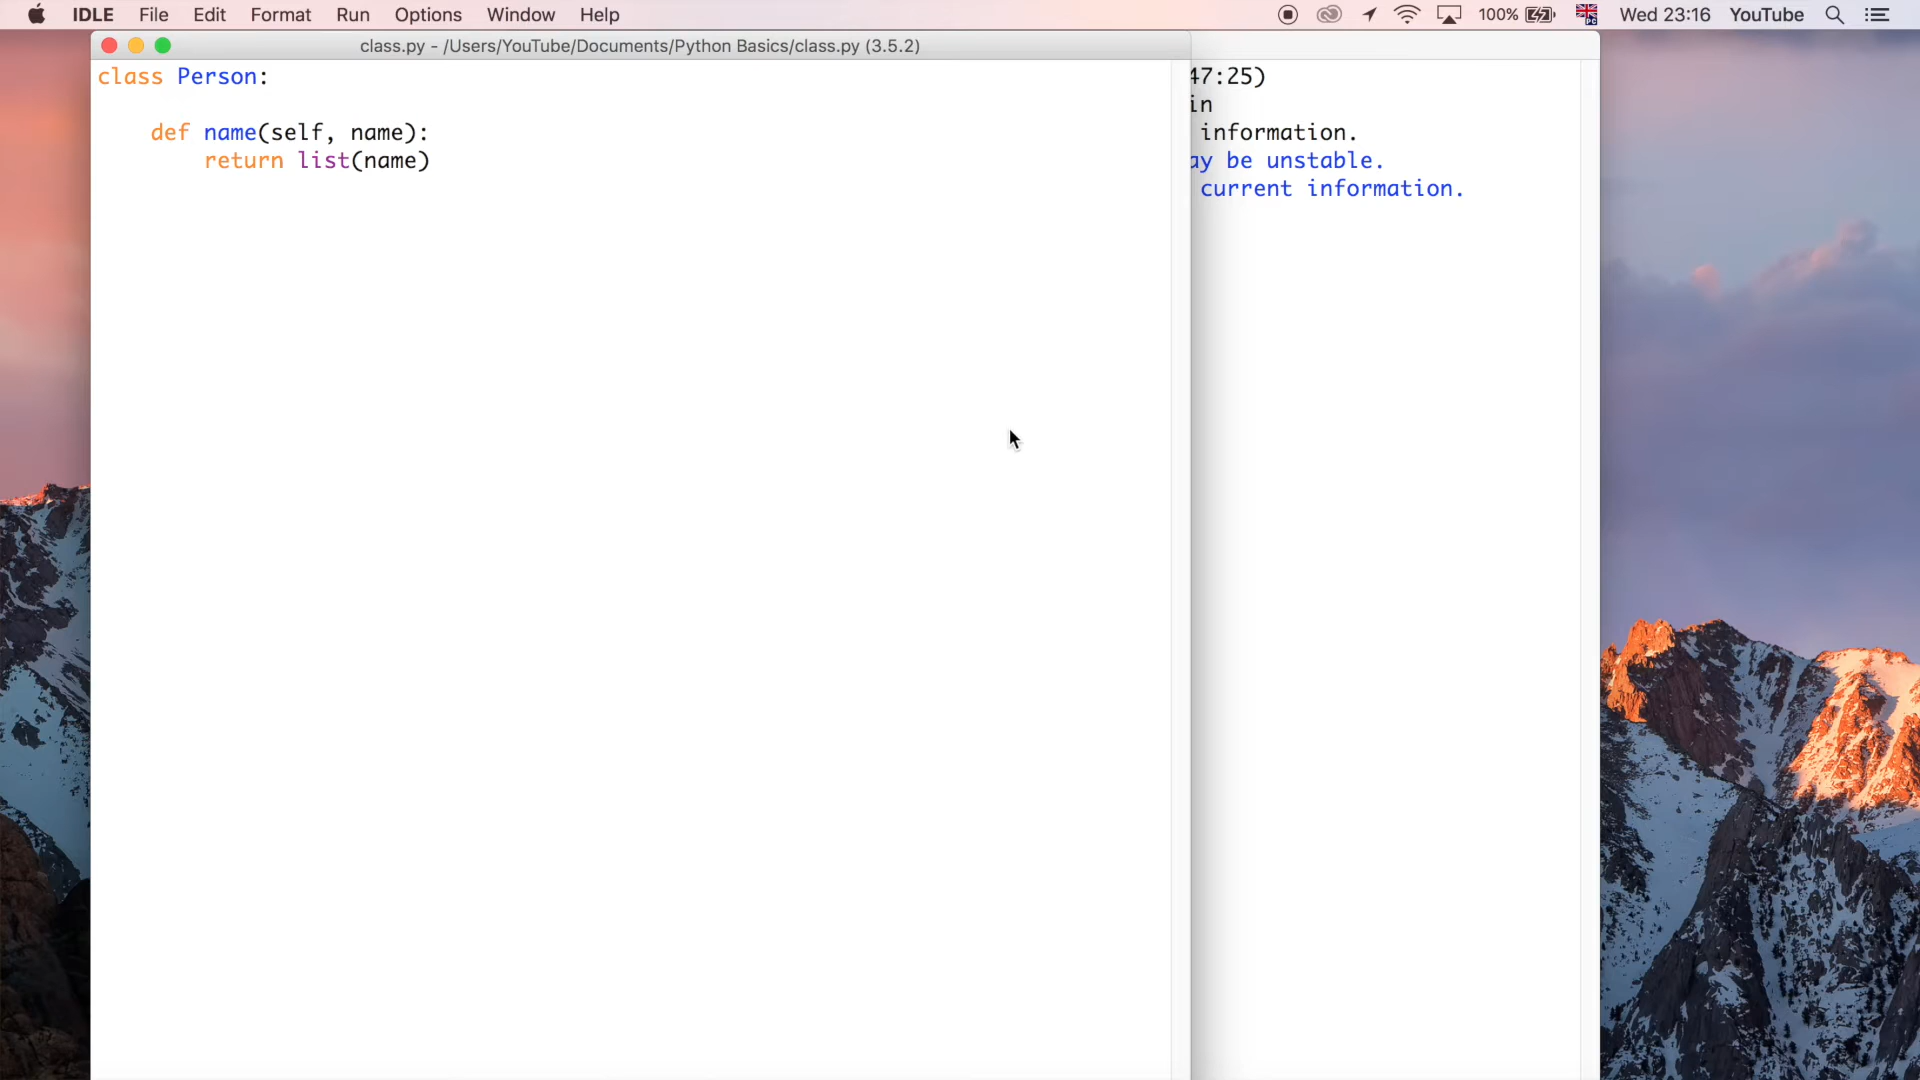 IDLE File Edit Format Run Options Window Help 100% Wed 23:16 YouTube
class.py - /Users/YouTube/Documents/Python Basics/class.py (3.5.2)
class Person:
def name(self, name):
return list(name)
47:25)
in
information.
ay be unstable.
current information.